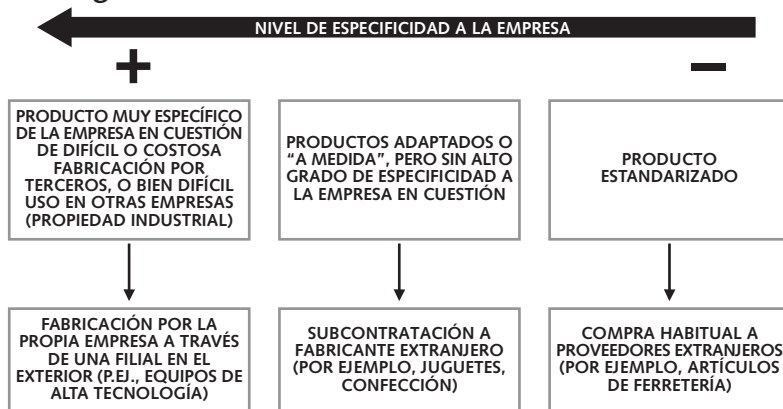 NIVEL DE ESPECIFICIDAD A LA EMPRESA
+
−
PRODUCTO MUY ESPECÍFICO
DE LA EMPRESA EN CUESTIÓN
DE DIFÍCIL O COSTOSA
FABRICACIÓN POR
TERCEROS, O BIEN DIFÍCIL
USO EN OTRAS EMPRESAS
(PROPIEDAD INDUSTRIAL)
PRODUCTOS ADAPTADOS O
“A MEDIDA”, PERO SIN ALTO
GRADO DE ESPECIFICIDAD A
LA EMPRESA EN CUESTIÓN
PRODUCTO
ESTANDARIZADO
FABRICACIÓN POR LA
PROPIA EMPRESA A TRAVÉS
DE UNA FILIAL EN EL
EXTERIOR (P.EJ., EQUIPOS DE
ALTA TECNOLOGÍA)
SUBCONTRATACIÓN A
FABRICANTE EXTRANJERO
(POR EJEMPLO, JUGUETES,
CONFECCIÓN)
COMPRA HABITUAL A
PROVEEDORES EXTRANJEROS
(POR EJEMPLO, ARTÍCULOS
DE FERRETERÍA)